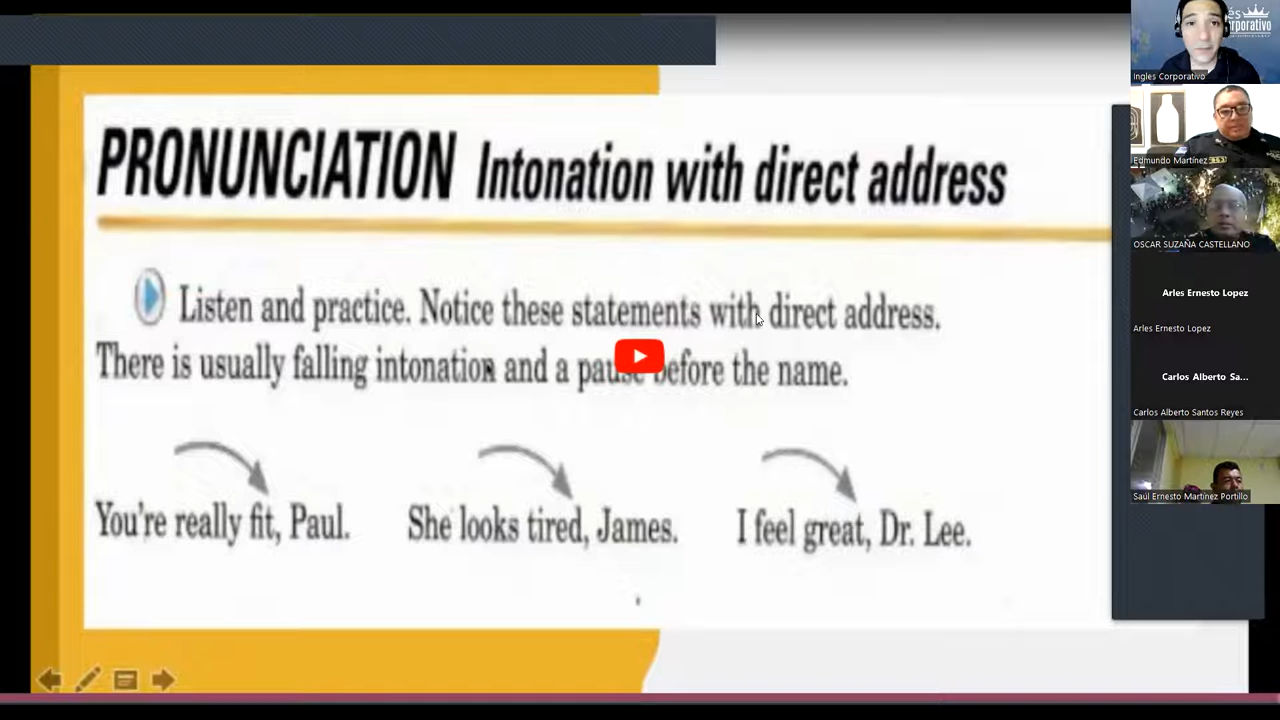 PRONUNCIATION Intonation with direct address
Listen and practice. Notice these statements with direct address.
There is usually falling intonation and a pause before the name.
You're really fit, Paul. She looks tired, James. I feel great, Dr. Lee.
Ingles Corporativo
Edmundo Martínez
OSCAR SUZAÑA CASTELLANO
Arles Ernesto Lopez
Arles Ernesto Lopez
Carlos Alberto Sa...
Carlos Alberto Santos Reyes
Saúl Ernesto Martínez Portillo